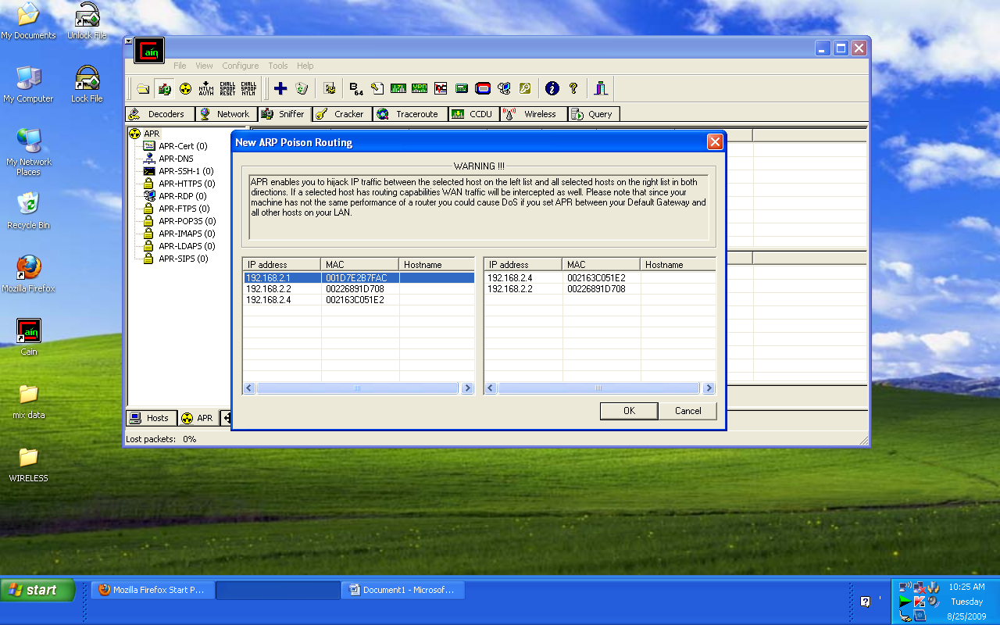 My Documents
Unlock File
My Computer
Lock File
My Network
Places
Recycle Bin
Mozilla Firefox
Cain
mix data
WIRELESS
File View Configure Tools Help
NTLM AUTH
CHALL SPOOF RESET
CHALL SPOOF NTLM
B 64
Decoders Network Sniffer Cracker Traceroute CCDU Wireless Query
APR
APR-Cert (0)
APR-DNS
APR-SSH-1 (0)
APR-HTTPS (0)
APR-RDP (0)
APR-FTPS (0)
APR-POP3S (0)
APR-IMAPS (0)
APR-LDAPS (0)
APR-SIPS (0)
New ARP Poison Routing
WARNING !!!
APR enables you to hijack IP traffic between the selected host on the left list and all selected hosts on the right list in both
directions. If a selected host has routing capabilities WAN traffic will be intercepted as well. Please note that since your
machine has not the same performance of a router you could cause DoS if you set APR between your Default Gateway and
all other hosts on your LAN.
IP address MAC Hostname
192.168.2.1 001D7E2B7FAC
192.168.2.2 00226891D708
192.168.2.4 002163C051E2
IP address MAC Hostname
192.168.2.4 002163C051E2
192.168.2.2 00226891D708
OK Cancel
Hosts APR
Lost packets: 0%
start
Mozilla Firefox Start P...
Document1 - Microsof...
10:25 AM
Tuesday
8/25/2009